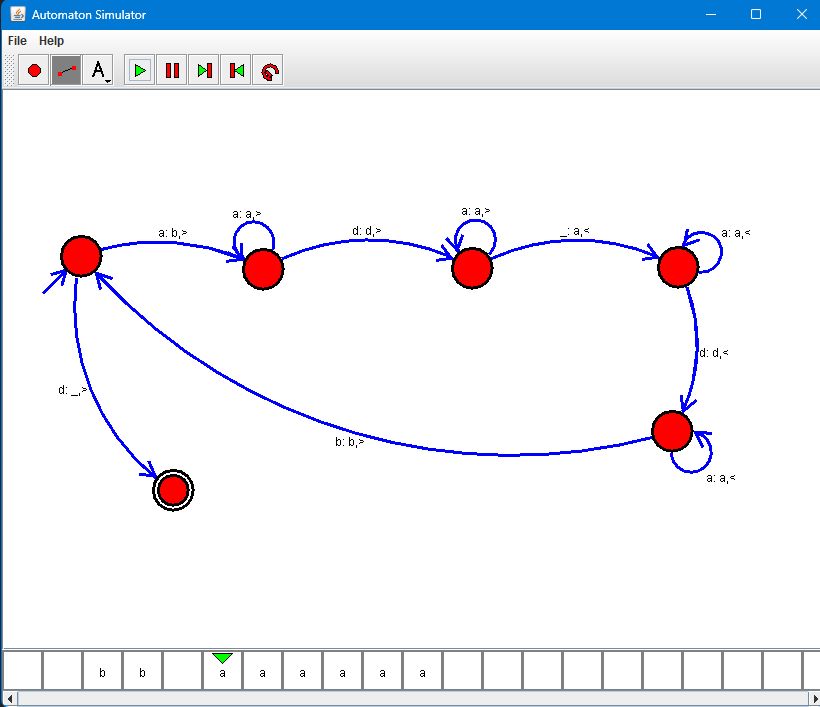 Automaton Simulator
File Help
A
a: b,>
a: a,>
d: d,>
a: a,>
_: a,<
a: a,<
d: d,<
d: _,>
b: b,>
a: a,<
b b a a a a a a